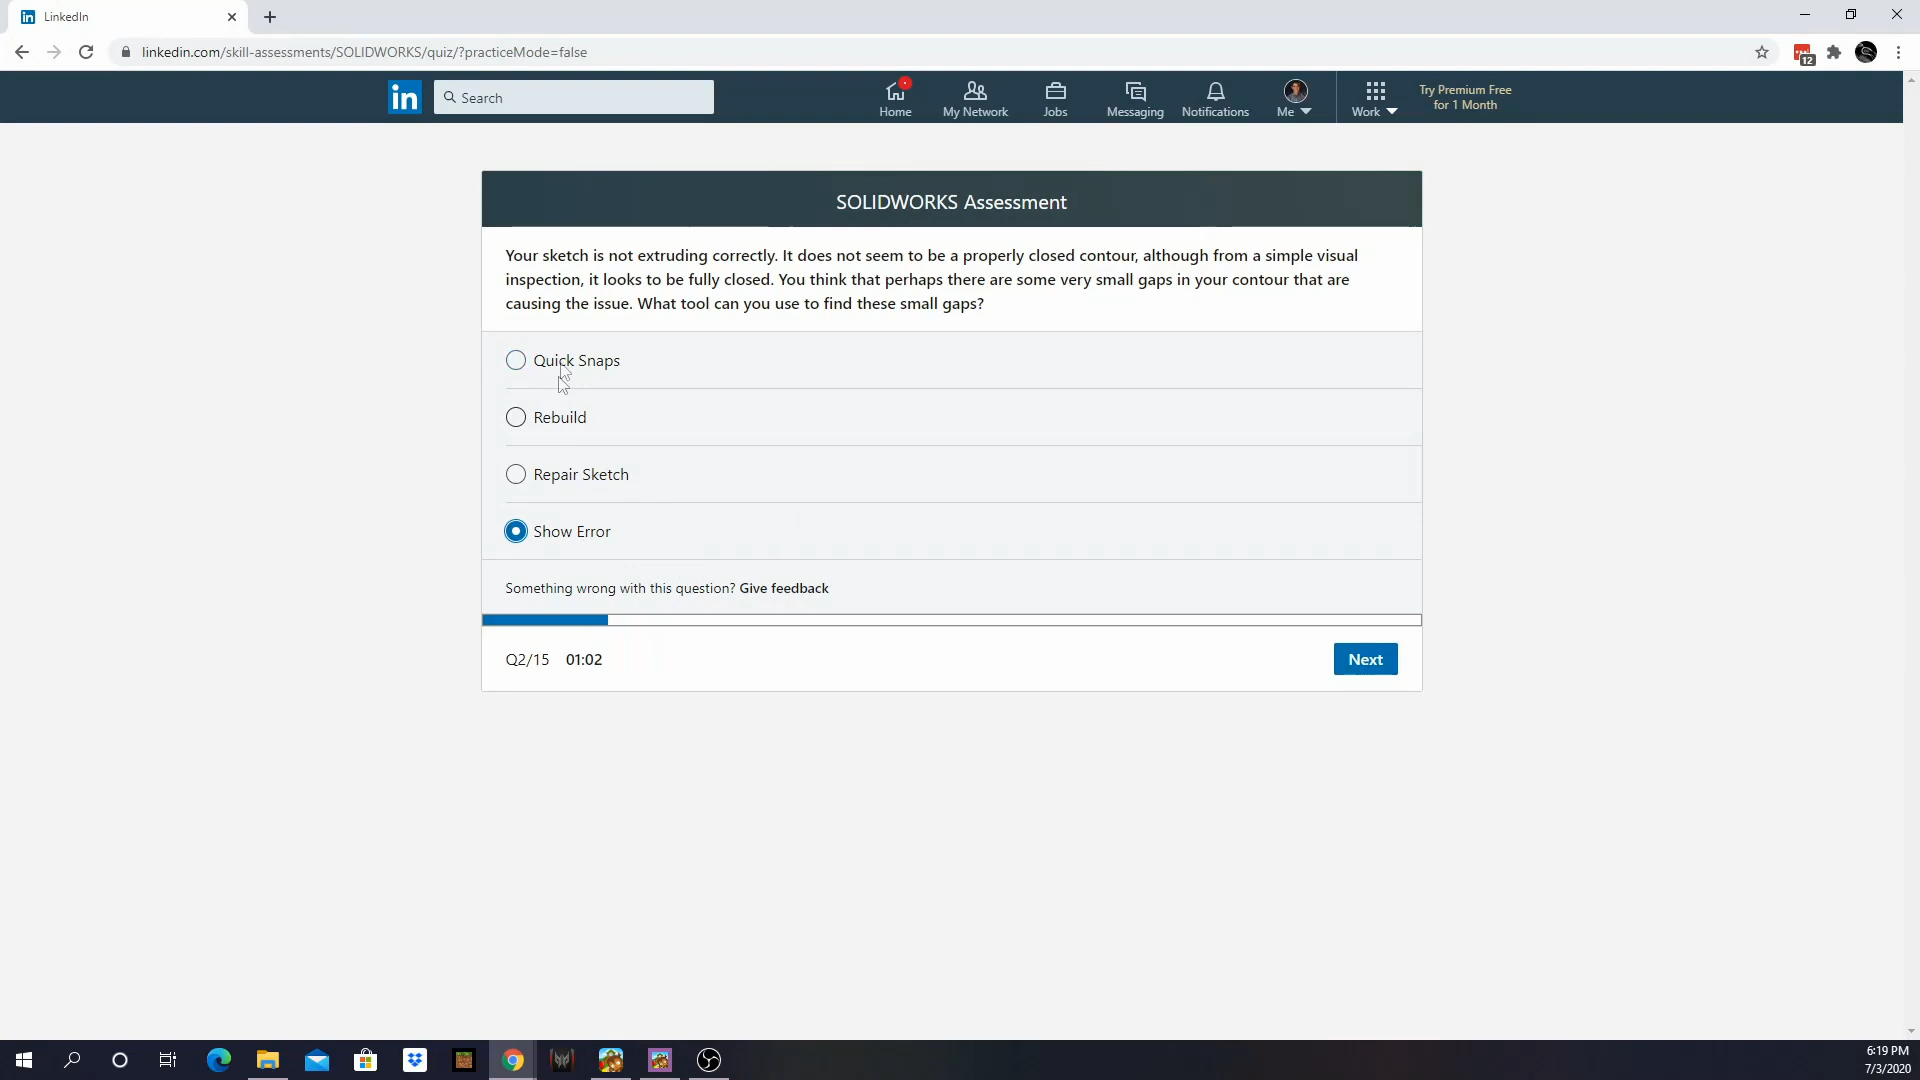 LinkedIn
linkedin.com/skill-assessments/SOLIDWORKS/quiz/?practiceMode=false
12
in
Search
Home
My Network
Jobs
Messaging
Notifications
Me
Work
Try Premium Free
for 1 Month
SOLIDWORKS Assessment
Your sketch is not extruding correctly. It does not seem to be a properly closed contour, although from a simple visual
inspection, it looks to be fully closed. You think that perhaps there are some very small gaps in your contour that are
causing the issue. What tool can you use to find these small gaps?
Quick Snaps
Rebuild
Repair Sketch
Show Error
Something wrong with this question? Give feedback
Q2/15 01:02
Next
6:19 PM
7/3/2020